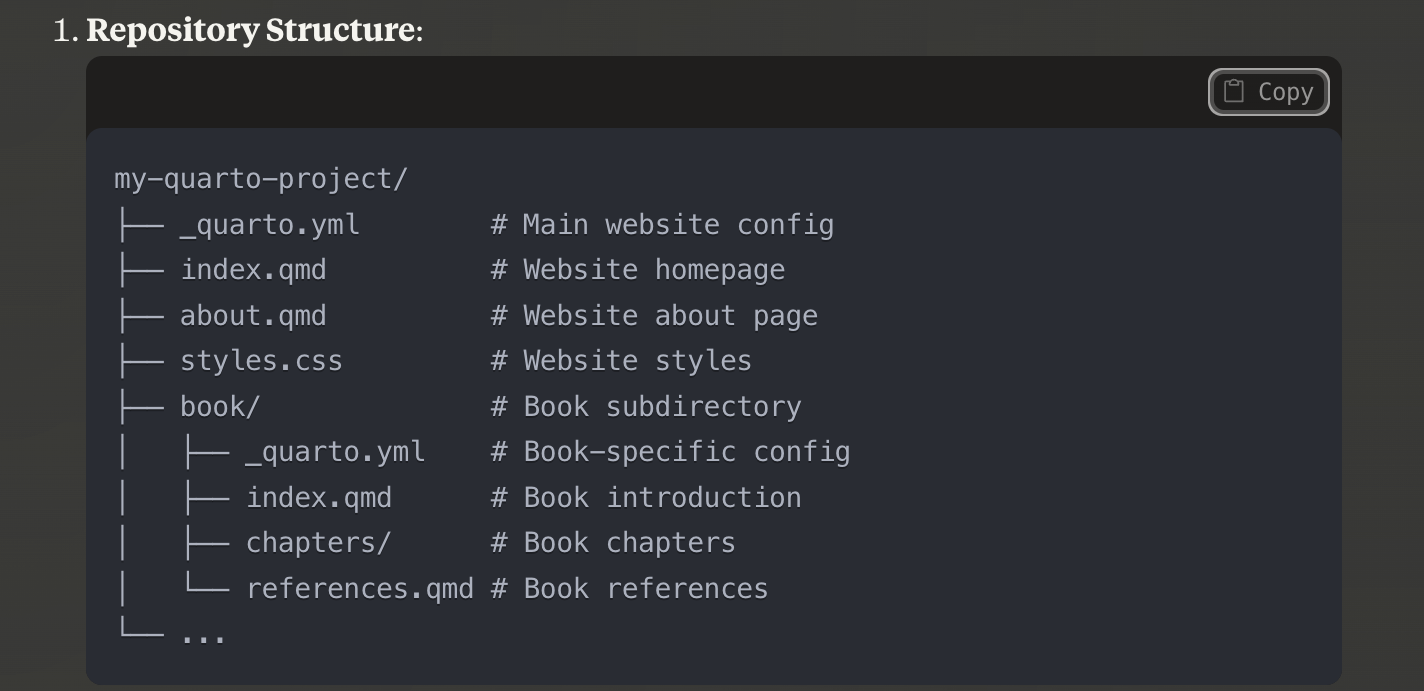 1. Repository Structure:
Copy
my-quarto-project/
├── _quarto.yml        # Main website config
├── index.qmd          # Website homepage
├── about.qmd          # Website about page
├── styles.css         # Website styles
├── book/              # Book subdirectory
│   ├── _quarto.yml    # Book-specific config
│   ├── index.qmd      # Book introduction
│   ├── chapters/      # Book chapters
│   └── references.qmd # Book references
└── ...